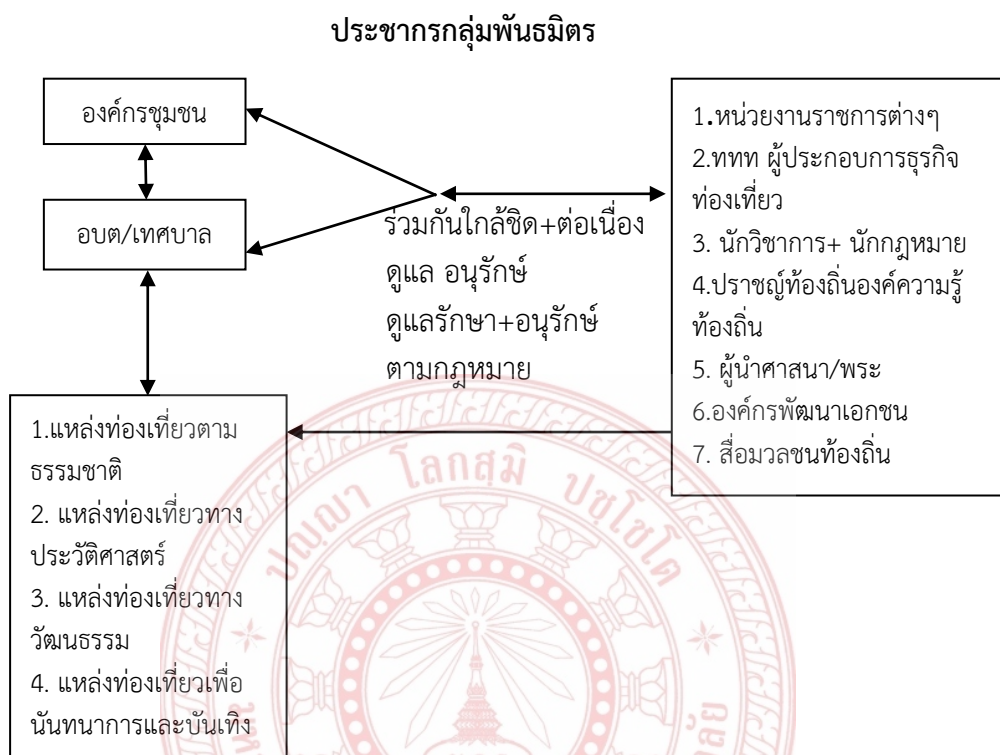 ประชากรกลุ่มพันธมิตร
องค์กรชุมชน
อบต/เทศบาล
ร่วมกันใกล้ชิด+ต่อเนื่อง
ดูแล อนุรักษ์
ดูแลรักษา+อนุรักษ์
ตามกฎหมาย
1.หน่วยงานราชการต่างๆ
2.ททท ผู้ประกอบการธุรกิจ
ท่องเที่ยว
3. นักวิชาการ+ นักกฎหมาย
4.ปราชญ์ท้องถิ่นองค์ความรู้
ท้องถิ่น
5. ผู้นำศาสนา/พระ
6.องค์กรพัฒนาเอกชน
7. สื่อมวลชนท้องถิ่น
1.แหล่งท่องเที่ยวตาม
ธรรมชาติ
2. แหล่งท่องเที่ยวทาง
ประวัติศาสตร์
3. แหล่งท่องเที่ยวทาง
วัฒนธรรม
4. แหล่งท่องเที่ยวเพื่อ
นันทนาการและบันเทิง
ปญฺญา โลกสฺมิ ปชฺโชโต